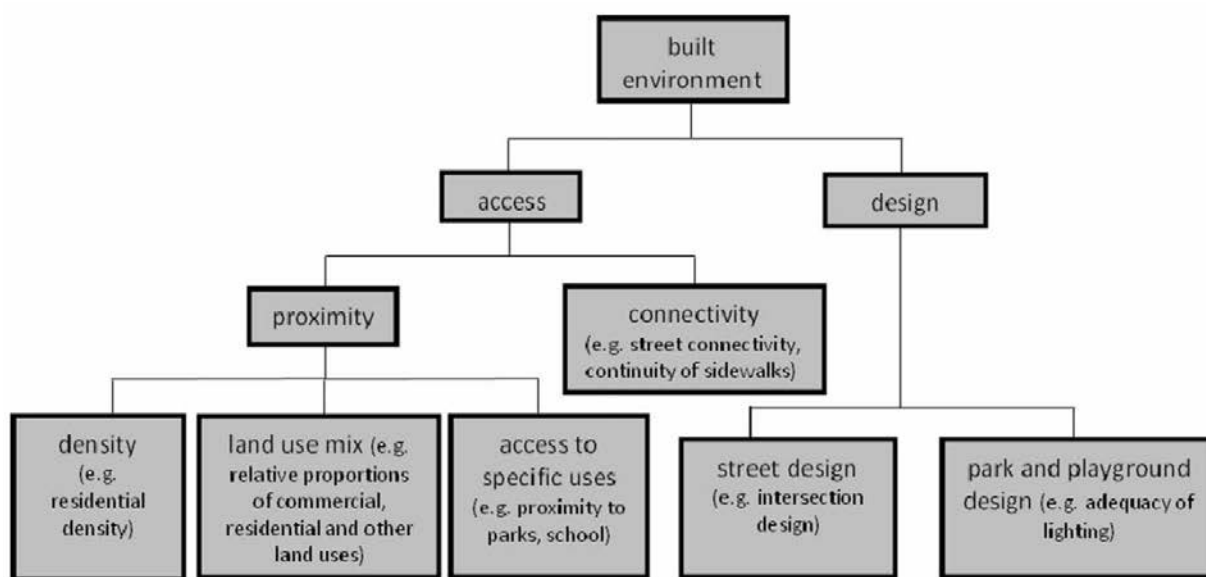 built
environment
access
design
proximity
connectivity
(e.g. street connectivity,
continuity of sidewalks)
density
(e.g.
residential
density)
land use mix (e.g.
relative proportions
of commercial,
residential and other
land uses)
access to
specific uses
(e.g. proximity to
parks, school)
street design
(e.g. intersection
design)
park and playground
design (e.g. adequacy of
lighting)